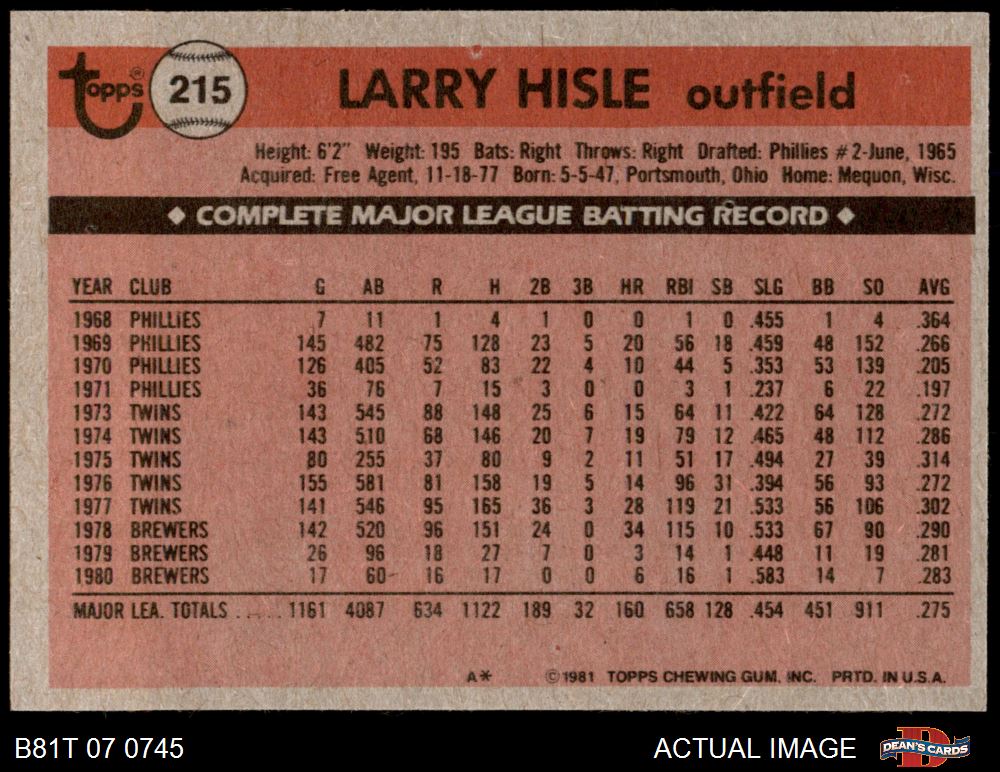 topps® 215 LARRY HISLE outfield
Height: 6'2" Weight: 195 Bats: Right Throws: Right Drafted: Phillies #2-June, 1965
Acquired: Free Agent, 11-18-77 Born: 5-5-47, Portsmouth, Ohio Home: Mequon, Wisc.
◆ COMPLETE MAJOR LEAGUE BATTING RECORD ◆
YEAR CLUB G AB R H 2B 3B HR RBI SB SLG BB SO AVG
1968 PHILLIES 7 11 1 4 1 0 0 1 0 .455 1 4 .364
1969 PHILLIES 145 482 75 128 23 5 20 56 18 .459 48 152 .266
1970 PHILLIES 126 405 52 83 22 4 10 44 5 .353 53 139 .205
1971 PHILLIES 36 76 7 15 3 0 0 3 1 .237 6 22 .197
1973 TWINS 143 545 88 148 25 6 15 64 11 .422 64 128 .272
1974 TWINS 143 510 68 146 20 7 19 79 12 .465 48 112 .286
1975 TWINS 80 255 37 80 9 2 11 51 17 .494 27 39 .314
1976 TWINS 155 581 81 158 19 5 14 96 31 .394 56 93 .272
1977 TWINS 141 546 95 165 36 3 28 119 21 .533 56 106 .302
1978 BREWERS 142 520 96 151 24 0 34 115 10 .533 67 90 .290
1979 BREWERS 26 96 18 27 7 0 3 14 1 .448 11 19 .281
1980 BREWERS 17 60 16 17 0 0 6 16 1 .583 14 7 .283
MAJOR LEA. TOTALS ..... 1161 4087 634 1122 189 32 160 658 128 .454 451 911 .275
A* ©1981 TOPPS CHEWING GUM, INC. PRTD. IN U.S.A.
B81T 07 0745 ACTUAL IMAGE DEAN'S CARDS